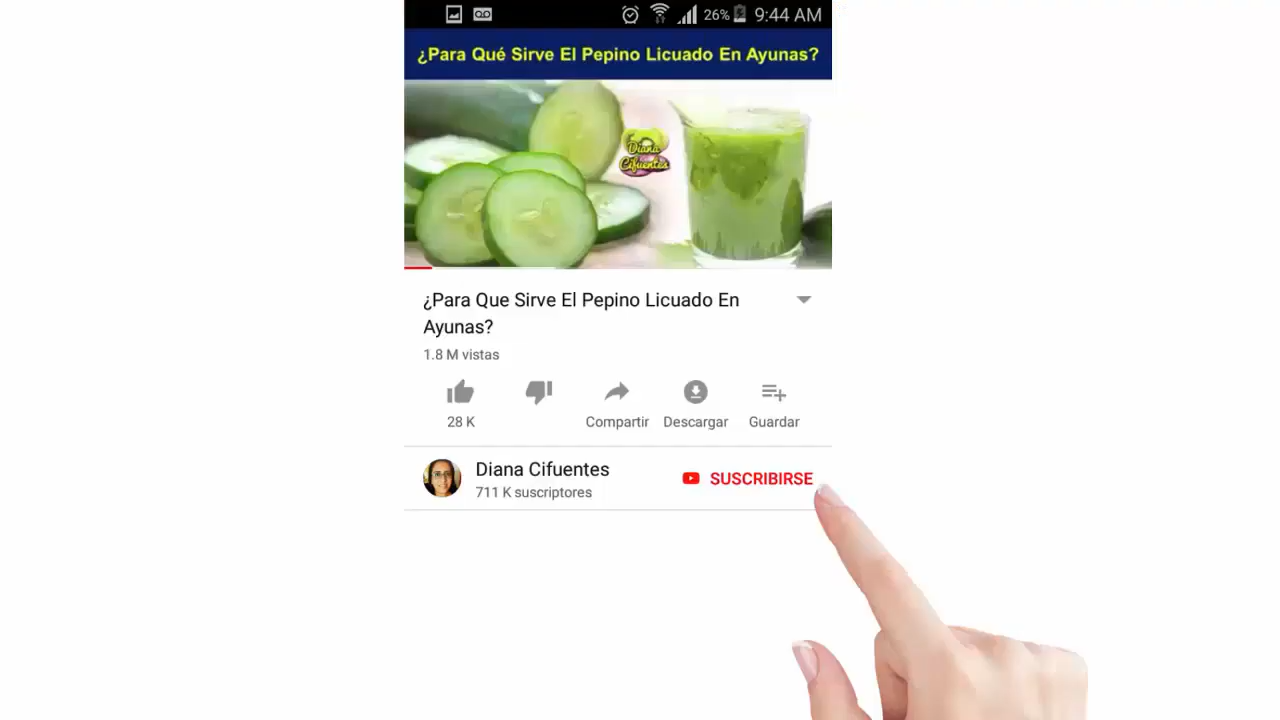 26% 9:44 AM
¿Para Qué Sirve El Pepino Licuado En Ayunas?
Diana
Cifuentes
¿Para Que Sirve El Pepino Licuado En
Ayunas?
1.8 M vistas
28 K Compartir Descargar Guardar
Diana Cifuentes
711 K suscriptores
SUSCRIBIRSE